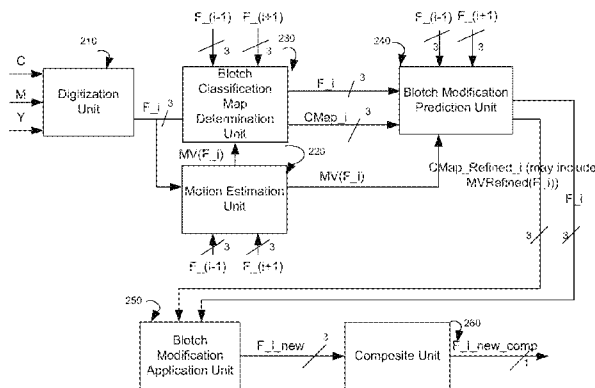 F_(i-1) F_(i+1)
3 3
230
F_(i-1) F_(i+1)
3 3
240
210
C
M
Y
Digitization
Unit
F_i
3
Blotch
Classification
Map
Determination
Unit
F_i
3
CMap_i
3
Blotch Modification
Prediction Unit
MV(F_i)
220
Motion Estimation
Unit
MV(F_i)
CMap_Refined_i (may include
MVRefined(F_i))
F_i
3 3
3 3
F_(i-1) F_(i+1)
250
Blotch
Modification
Application Unit
F_i_new
3
Composite Unit
260
F_i_new_comp
1